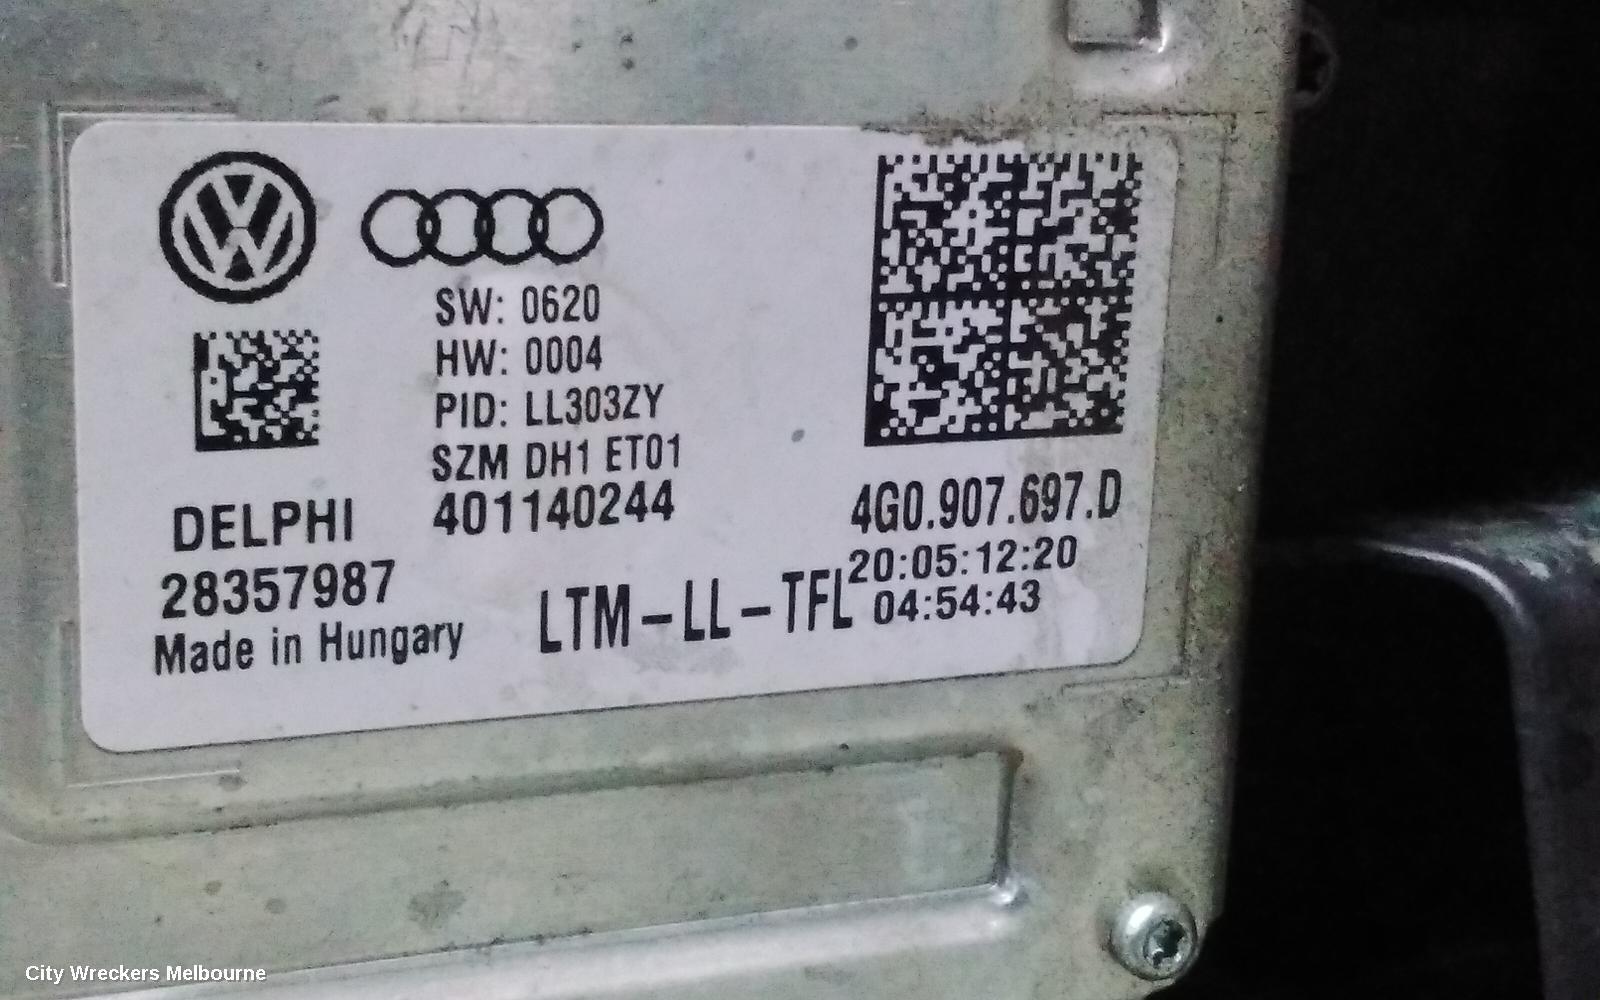 SW: 0620
HW: 0004
PID: LL303ZY
SZM DH1 ET01
401140244
DELPHI
28357987
Made in Hungary
LTM-LL-TFL
4G0.907.697.D
20:05:12:20
04:54:43
City Wreckers Melbourne